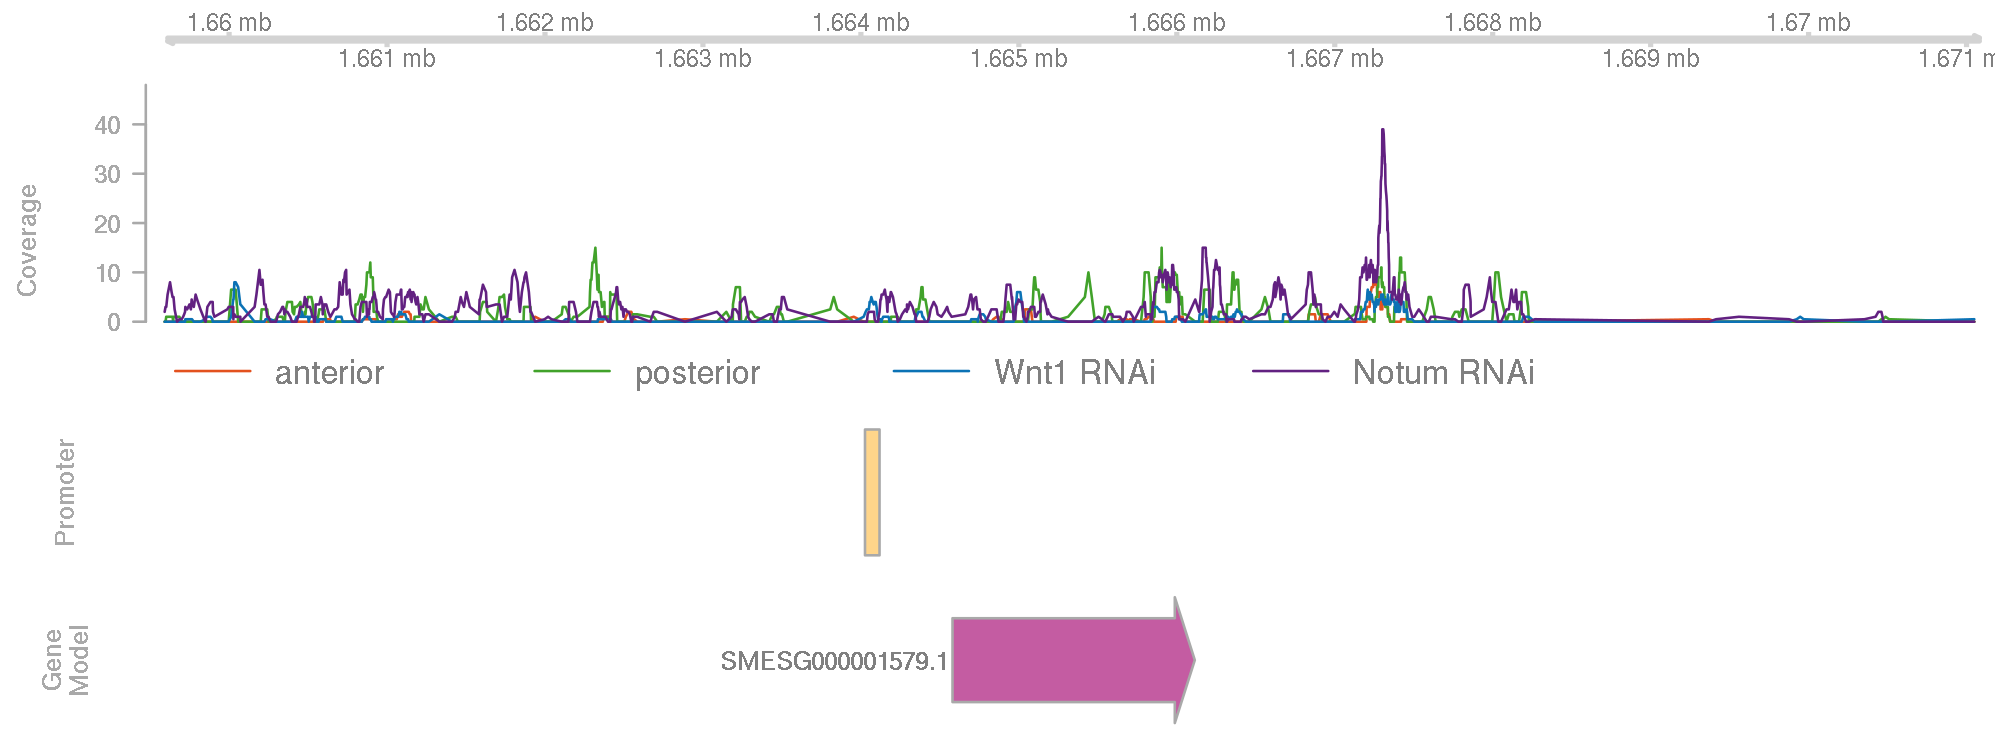 1.66 mb 1.662 mb 1.664 mb 1.666 mb 1.668 mb 1.67 mb
1.661 mb 1.663 mb 1.665 mb 1.667 mb 1.669 mb 1.671 m
Coverage
40
30
20
10
0
anterior posterior Wnt1 RNAi Notum RNAi
Promoter
Gene
Model
SMESG000001579.1